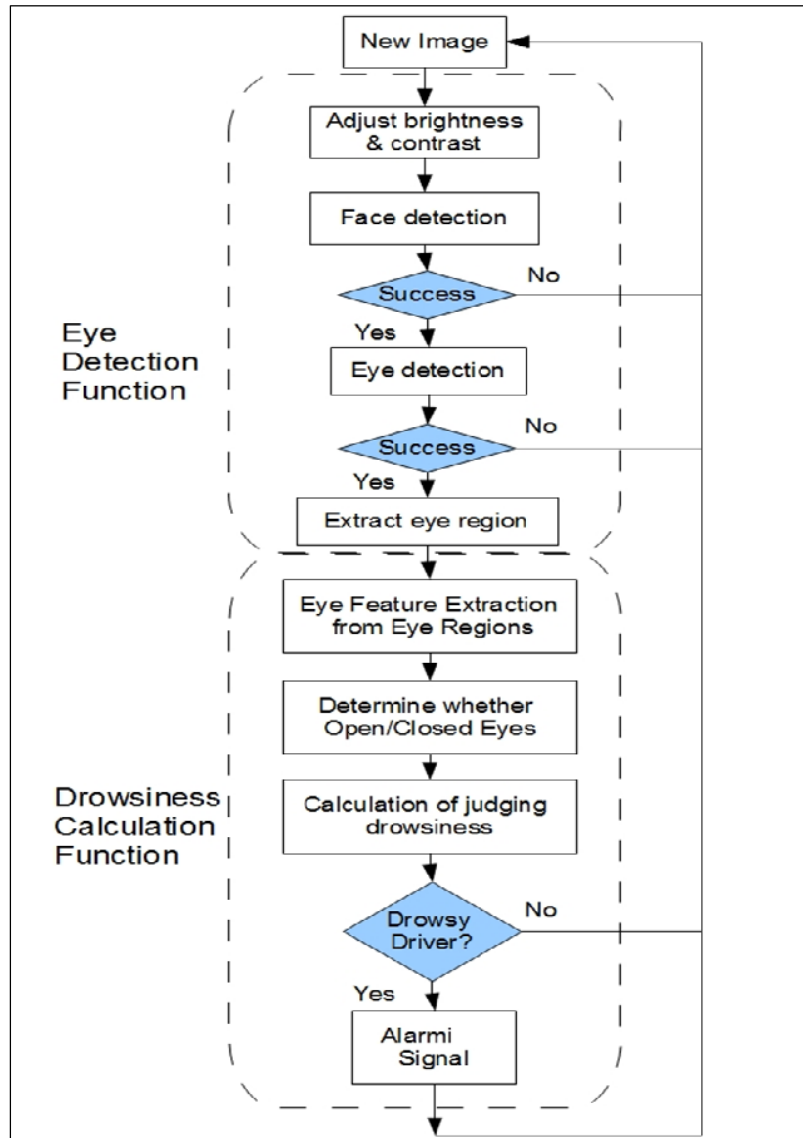 New Image
Adjust brightness
& contrast
Face detection
Success
No
Yes
Eye
Detection
Function
Eye detection
Success
No
Yes
Extract eye region
Eye Feature Extraction
from Eye Regions
Determine whether
Open/Closed Eyes
Drowsiness
Calculation
Function
Calculation of judging
drowsiness
Drowsy
Driver?
No
Yes
Alarmi
Signal